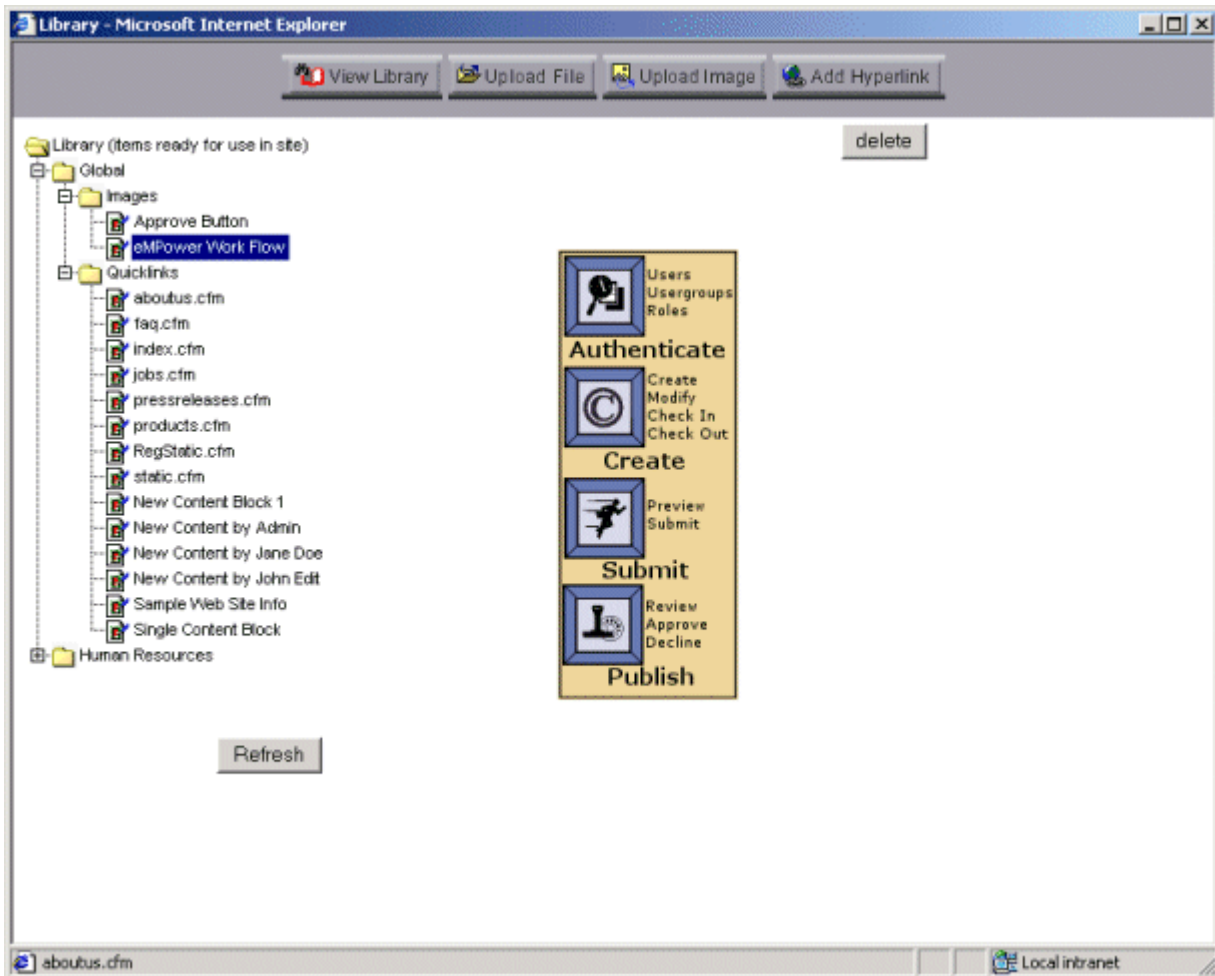 Library - Microsoft Internet Explorer
View Library Upload File Upload Image Add Hyperlink
Library (items ready for use in site)
delete
Global
Images
Approve Button
eMPower Work Flow
Quicklinks
aboutus.cfm
faq.cfm
index.cfm
jobs.cfm
pressreleases.cfm
products.cfm
RegStatic.cfm
static.cfm
New Content Block 1
New Content by Admin
New Content by Jane Doe
New Content by John Edit
Sample Web Site Info
Single Content Block
Human Resources
Refresh
Users
Usergroups
Roles
Authenticate
©
Create
Modify
Check In
Check Out
Create
Preview
Submit
Submit
Review
Approve
Decline
Publish
aboutus.cfm
Local intranet